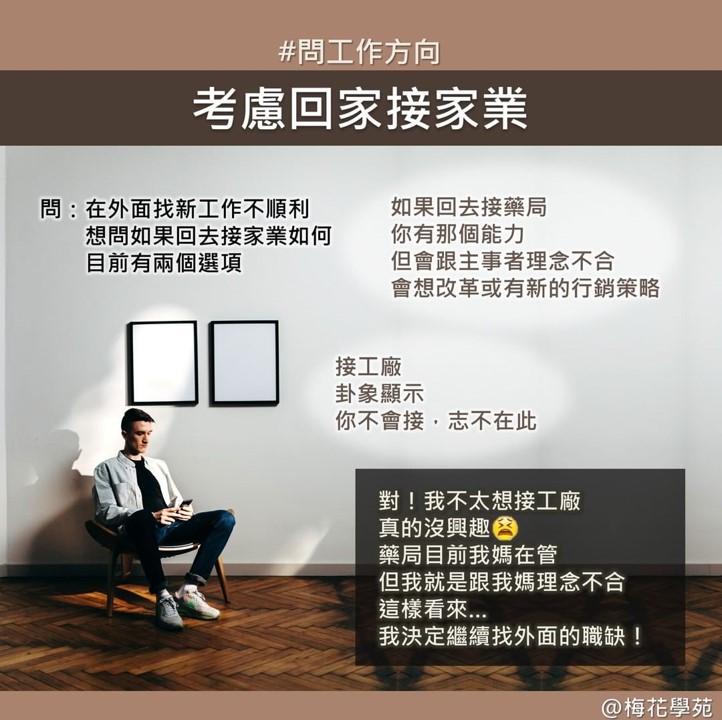 #問工作方向
考慮回家接家業
問：在外面找新工作不順利
想問如果回去接家業如何
目前有兩個選項
如果回去接藥局
你有那個能力
但會跟主事者理念不合
會想改革或有新的行銷策略
接工廠
卦象顯示
你不會接，志不在此
對！我不太想接工廠
真的沒興趣😫
藥局目前我媽在管
但我就是跟我媽理念不合
這樣看來...
我決定繼續找外面的職缺！
@梅花學苑